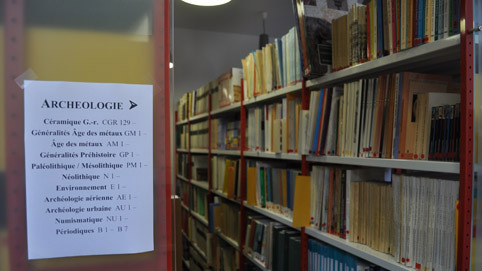 ARCHEOLOGIE ➤
Céramique G.-r. CGR 129 –
Généralités Âge des métaux GM 1 –
Âge des métaux AM 1 –
Généralités Préhistoire GP 1 –
Paléolithique / Mésolithique PM 1 –
Néolithique N 1 –
Environnement E 1 –
Archéologie aérienne AE 1 –
Archéologie urbaine AU 1 –
Numismatique NU 1 –
Périodiques B 1 – B 7